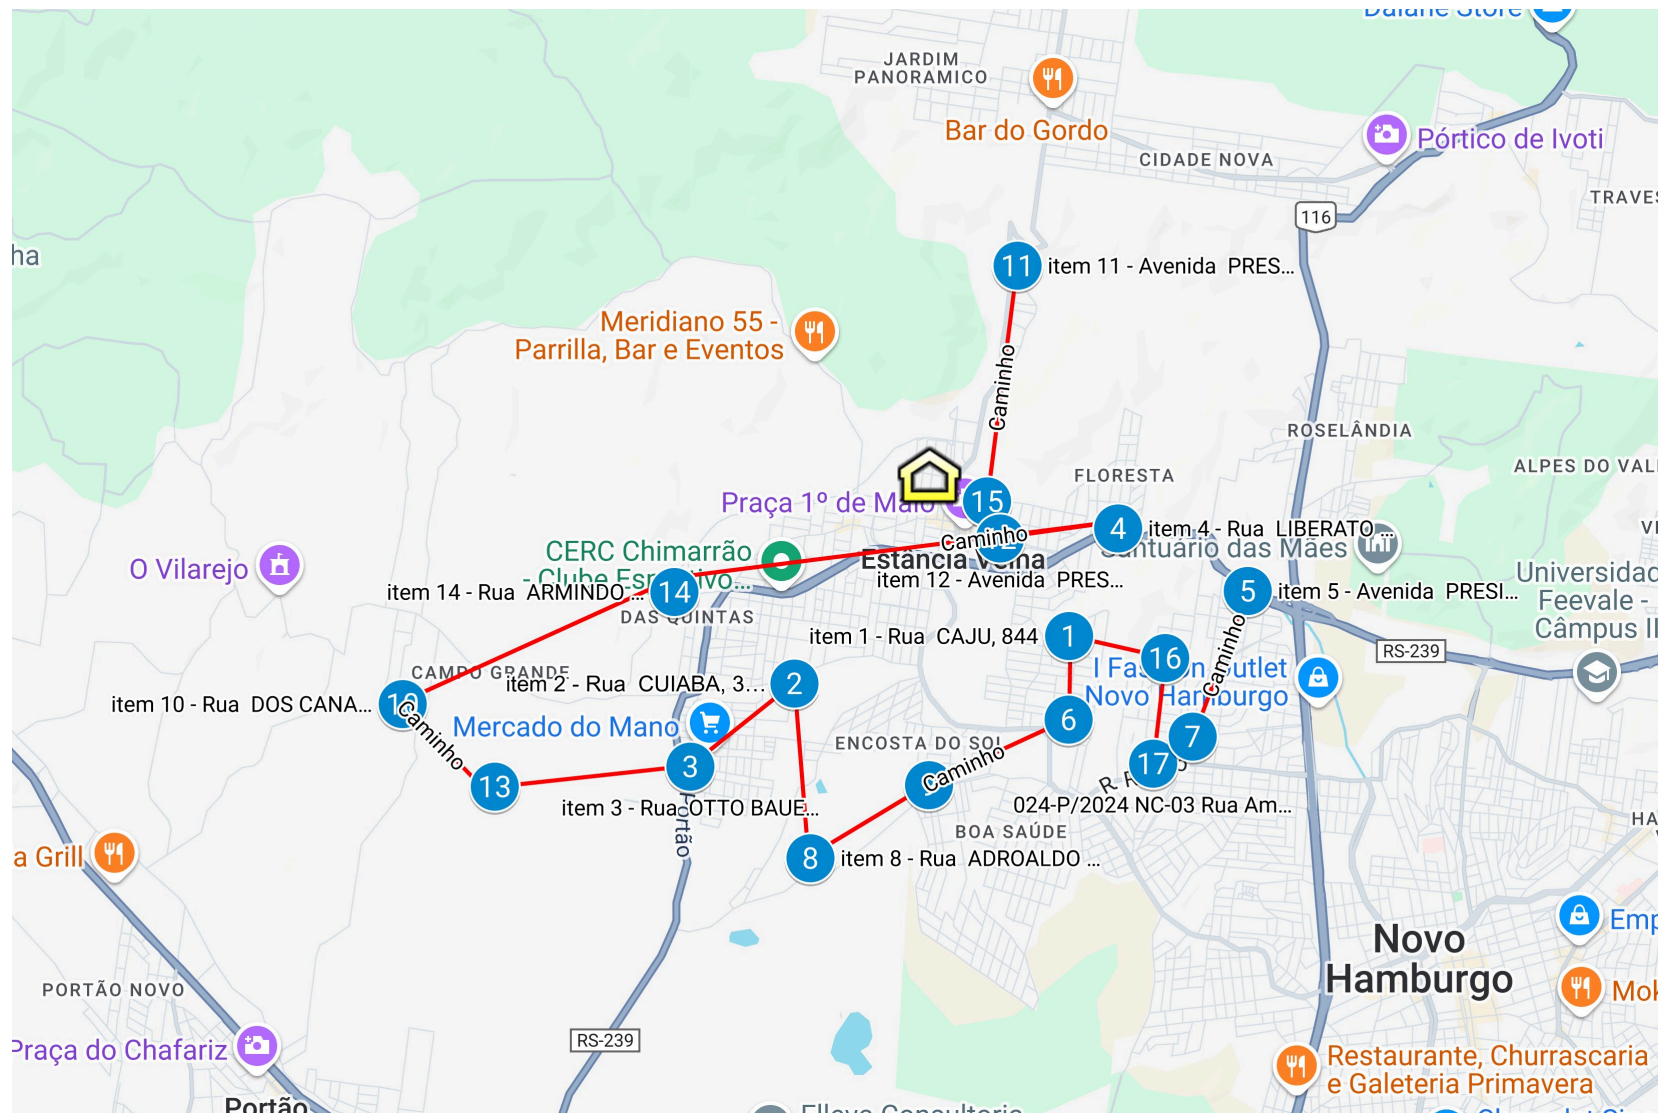 Daiane Store
JARDIM
PANORAMICO
Bar do Gordo
Pórtico de Ivoti
CIDADE NOVA
116
ha
11
item 11 - Avenida PRES...
Meridiano 55 -
Parrilla, Bar e Eventos
Caminho
ROSELÂNDIA
ALPES DO VAL
FLORESTA
Praça 1º de Maio
15
4
item 4 - Rua LIBERATO...
Caminho
Santuário das Mães
CERC Chimarrão
Estância Velha
O Vilarejo
item 12 - Avenida PRES...
item 14 - Rua ARMINDO ...
14
5
item 5 - Avenida PRESI...
Universidad
Feevale -
Câmpus II
DAS QUINTAS
item 1 - Rua CAJU, 844
1
16
Caminho
RS-239
CAMPO GRANDE
item 2 - Rua CUIABA, 3...
2
Novo Hamburgo
item 10 - Rua DOS CANA...
10
Caminho
Mercado do Mano
6
ENCOSTA DO SOL
Caminho
7
13
3
17
item 3 - Rua OTTO BAUE...
024-P/2024 NC-03 Rua Am...
Portão
BOA SAÚDE
8
item 8 - Rua ADROALDO ...
a Grill
Novo
Hamburgo
PORTÃO NOVO
RS-239
Praça do Chafariz
Restaurante, Churrascaria
e Galeteria Primavera
Portão